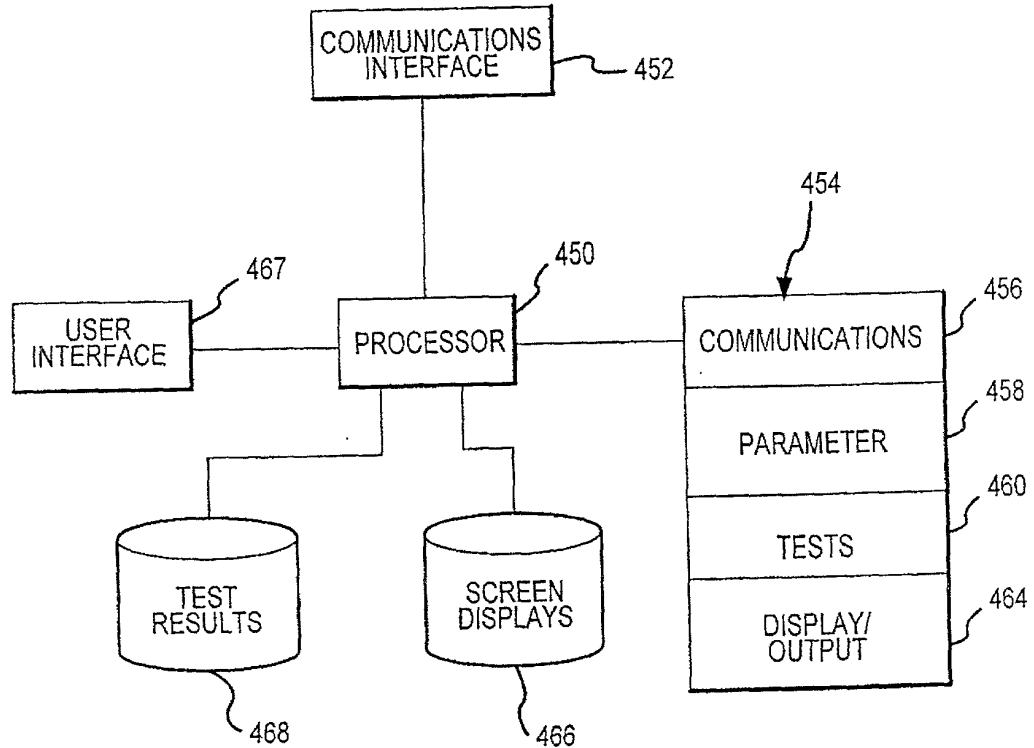 COMMUNICATIONS
INTERFACE
452
454
467
450
456
USER
INTERFACE
PROCESSOR
COMMUNICATIONS
458
PARAMETER
460
TESTS
TEST
RESULTS
SCREEN
DISPLAYS
464
DISPLAY/
OUTPUT
468
466